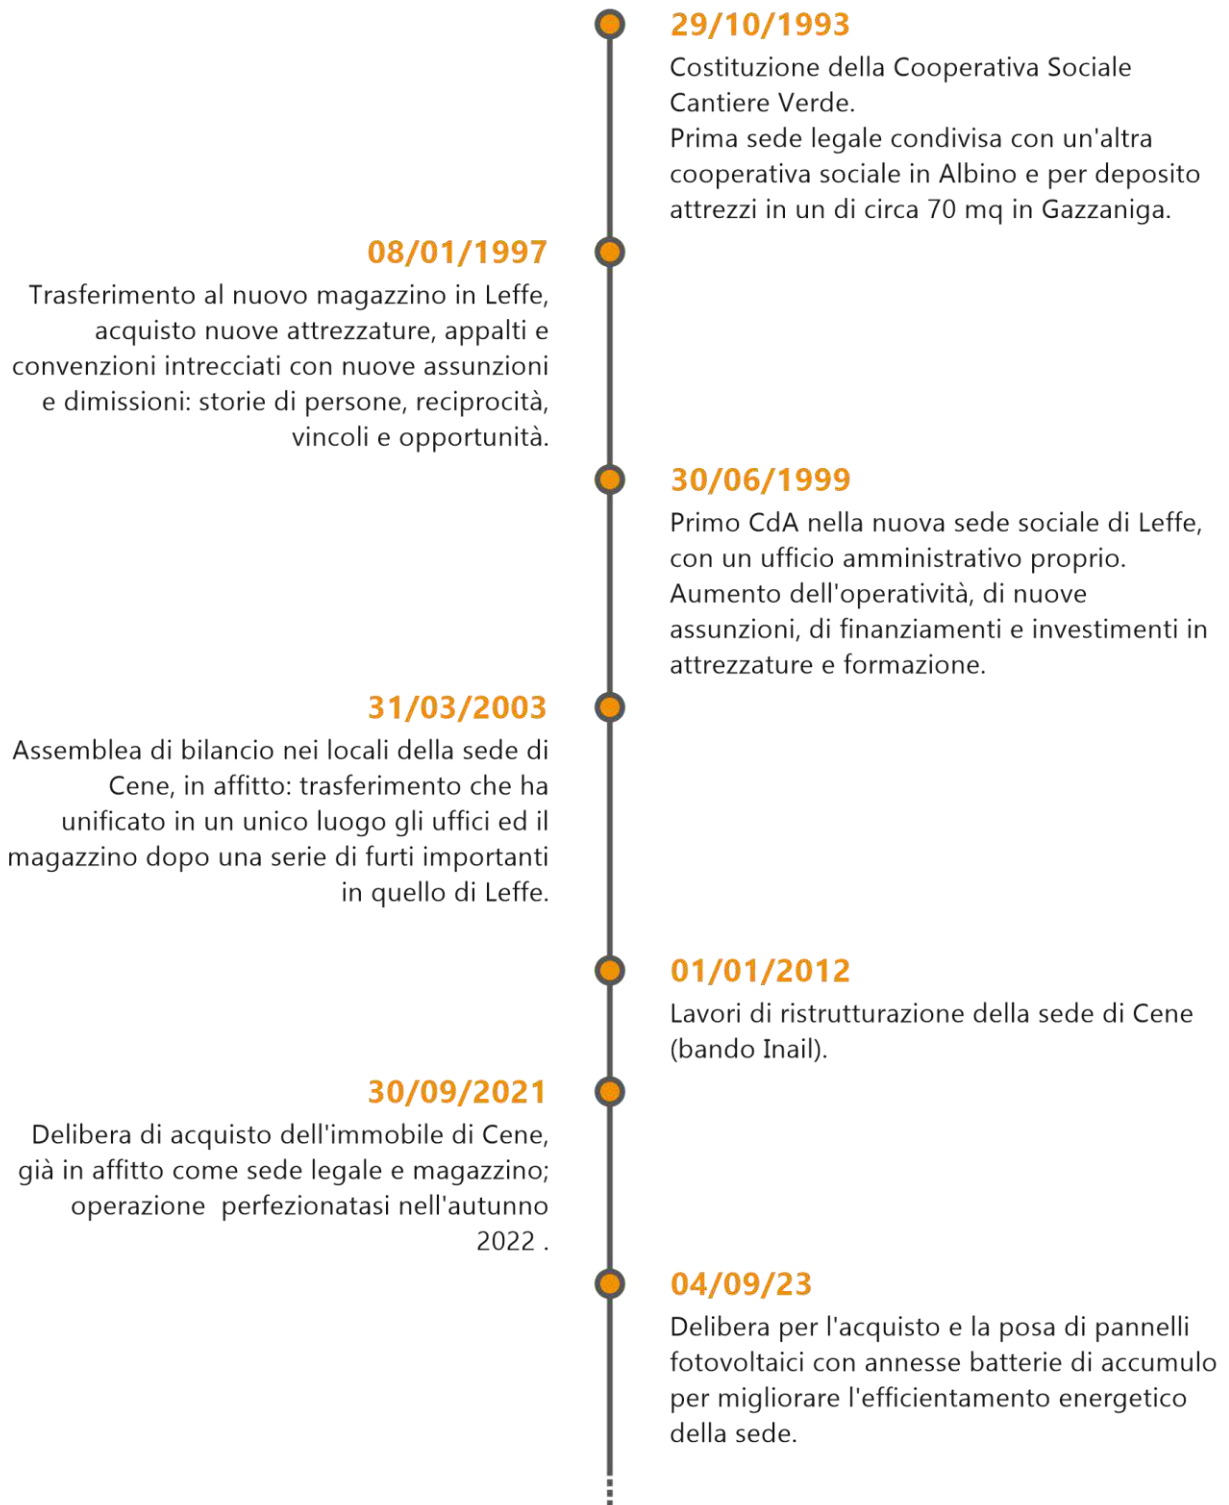 29/10/1993
Costituzione della Cooperativa Sociale
Cantiere Verde.
Prima sede legale condivisa con un'altra
cooperativa sociale in Albino e per deposito
attrezzi in un di circa 70 mq in Gazzaniga.
08/01/1997
Trasferimento al nuovo magazzino in Leffe,
acquisto nuove attrezzature, appalti e
convenzioni intrecciati con nuove assunzioni
e dimissioni: storie di persone, reciprocità,
vincoli e opportunità.
30/06/1999
Primo CdA nella nuova sede sociale di Leffe,
con un ufficio amministrativo proprio.
Aumento dell'operatività, di nuove
assunzioni, di finanziamenti e investimenti in
attrezzature e formazione.
31/03/2003
Assemblea di bilancio nei locali della sede di
Cene, in affitto: trasferimento che ha
unificato in un unico luogo gli uffici ed il
magazzino dopo una serie di furti importanti
in quello di Leffe.
01/01/2012
Lavori di ristrutturazione della sede di Cene
(bando Inail).
30/09/2021
Delibera di acquisto dell'immobile di Cene,
già in affitto come sede legale e magazzino;
operazione  perfezionatasi nell'autunno
2022 .
04/09/23
Delibera per l'acquisto e la posa di pannelli
fotovoltaici con annesse batterie di accumulo
per migliorare l'efficientamento energetico
della sede.